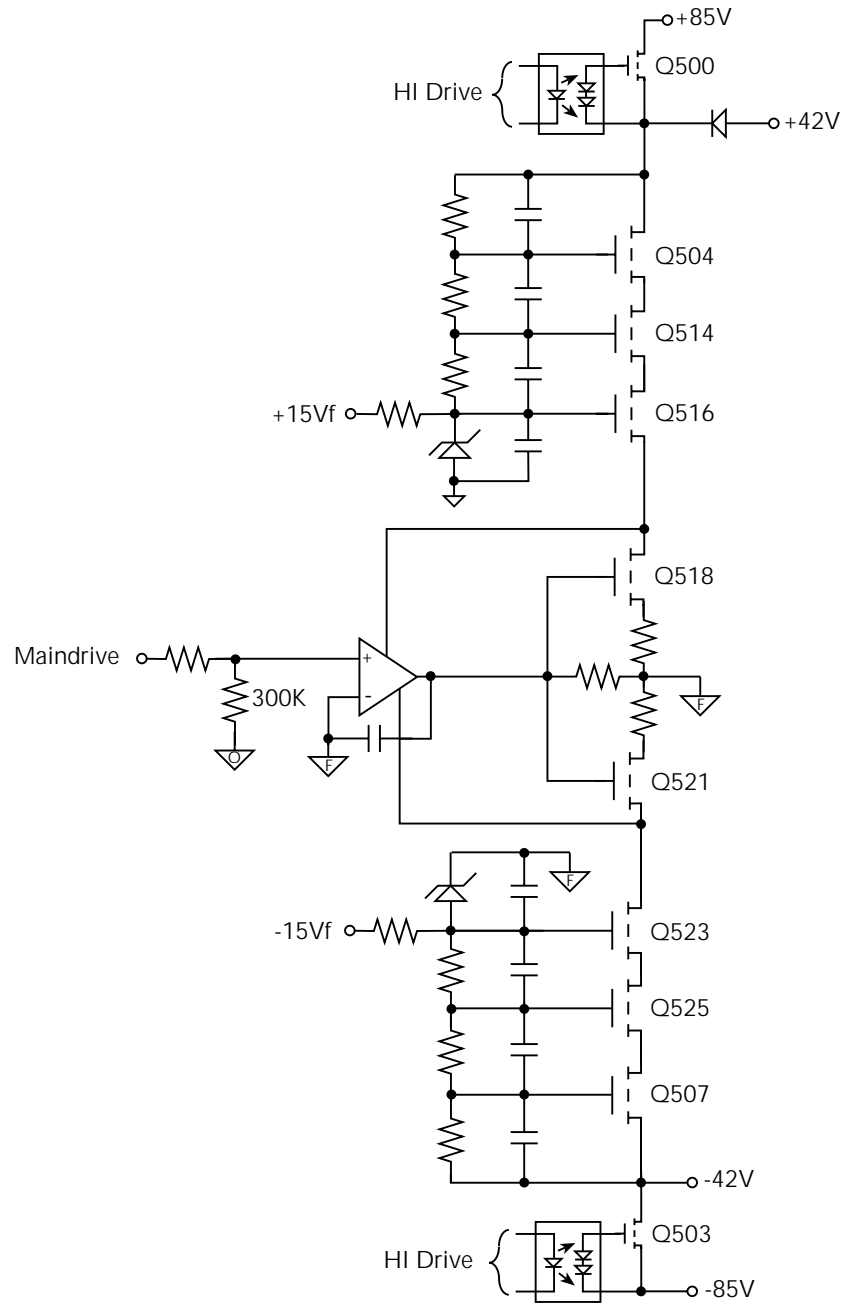 +85V
Q500
HI Drive
+42V
Q504
Q514
+15Vf
Q516
Q518
Maindrive
+
-
300K
O
F
F
Q521
F
-15Vf
Q523
Q525
Q507
-42V
Q503
HI Drive
-85V